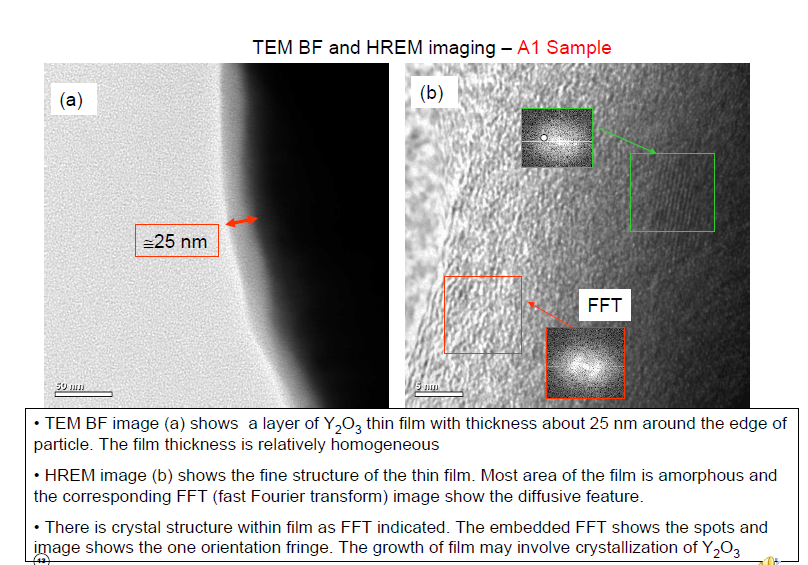 TEM BF and HREM imaging – A1 Sample
(a)
(b)
≅25 nm
FFT
50 nm
5 nm
• TEM BF image (a) shows a layer of Y₂O₃ thin film with thickness about 25 nm around the edge of
particle. The film thickness is relatively homogeneous
• HREM image (b) shows the fine structure of the thin film. Most area of the film is amorphous and
the corresponding FFT (fast Fourier transform) image show the diffusive feature.
• There is crystal structure within film as FFT indicated. The embedded FFT shows the spots and
image shows the one orientation fringe. The growth of film may involve crystallization of Y₂O₃